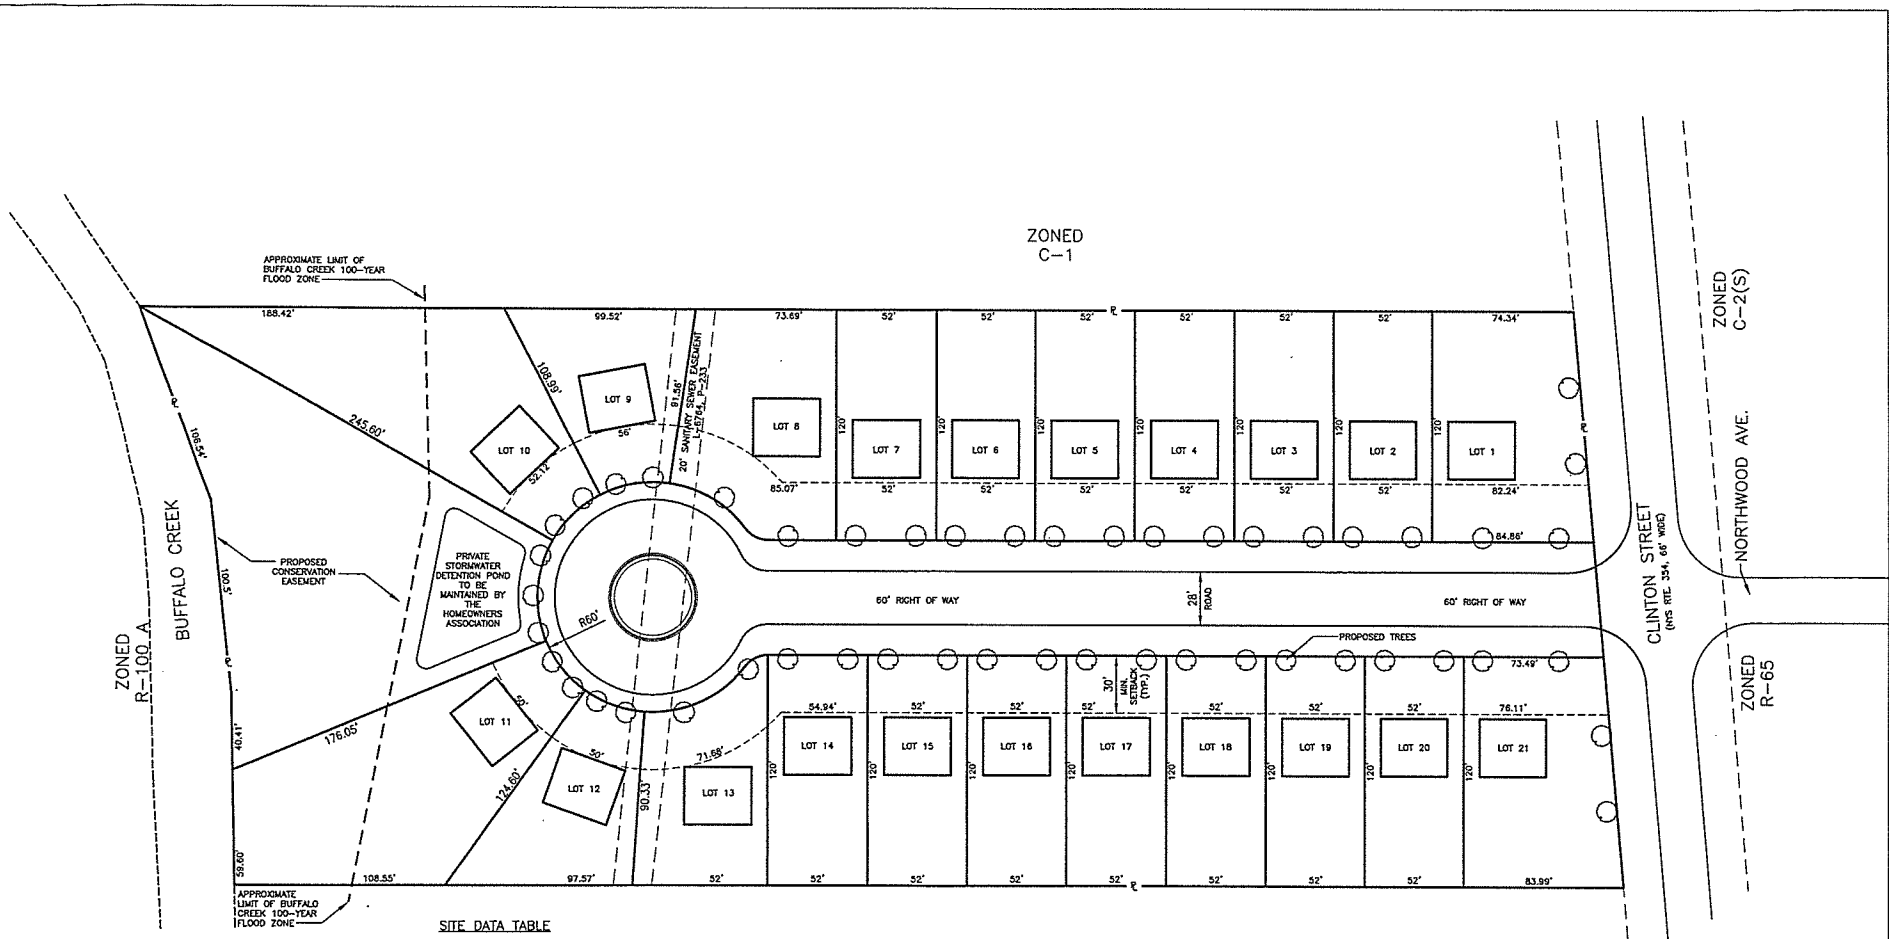 ZONED
C-1
APPROXIMATE LIMIT OF
BUFFALO CREEK 100-YEAR
FLOOD ZONE
188.42'
99.52'
73.69'
52'
52'
52'
52'
52'
52'
74.34'
ZONED
C-2(S)
108.99'
91.56'
20' SANITARY SEWER EASEMENT
P-233
LOT 9
56'
LOT 10
52.12'
LOT 8
LOT 7
LOT 6
LOT 5
LOT 4
LOT 3
LOT 2
LOT 1
120'
120'
120'
120'
120'
120'
120'
245.60'
85.07'
52'
52'
52'
52'
52'
52'
82.24'
84.86'
108.54'
100.5'
BUFFALO CREEK
ZONED
R-100 A
PROPOSED
CONSERVATION
EASEMENT
PRIVATE
STORMWATER
DETENTION POND
TO BE
MAINTAINED BY
THE
HOMEOWNERS
ASSOCIATION
R60'
60' RIGHT OF WAY
28'
ROAD
60' RIGHT OF WAY
CLINTON STREET
(NYS RTE. 354, 66' WIDE)
NORTHWOOD AVE.
ZONED
R-65
PROPOSED TREES
73.49'
30'
MIN.
SETBACK
(TYP.)
40.41'
176.05'
50'
LOT 11
50'
71.68'
54.94'
52'
52'
52'
52'
52'
52'
76.11'
124.60'
LOT 12
90.33'
LOT 13
LOT 14
LOT 15
LOT 16
LOT 17
LOT 18
LOT 19
LOT 20
LOT 21
120'
120'
120'
120'
120'
120'
120'
120'
59.60'
108.55'
97.57'
52'
52'
52'
52'
52'
52'
52'
52'
83.99'
APPROXIMATE
LIMIT OF BUFFALO
CREEK 100-YEAR
FLOOD ZONE
SITE DATA TABLE